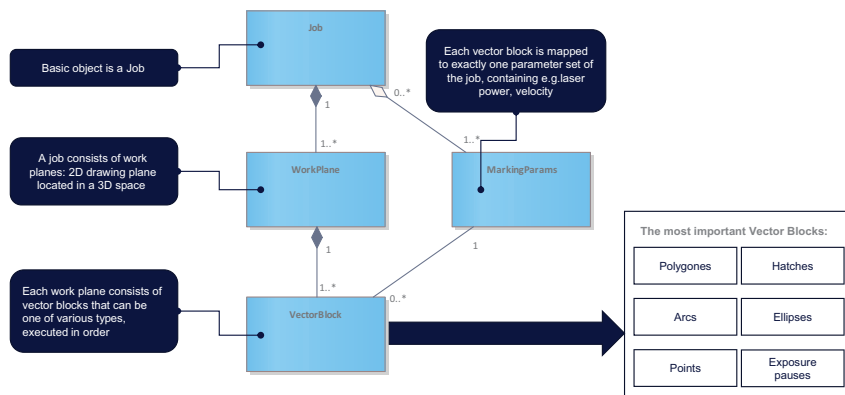 Job
Basic object is a Job
Each vector block is mapped
to exactly one parameter set of
the job, containing e.g.laser
power, velocity
1
0..*
1..*
1..*
A job consists of work
planes: 2D drawing plane
located in a 3D space
WorkPlane
MarkingParams
1
1
The most important Vector Blocks:
Polygones
Hatches
Each work plane consists of
vector blocks that can be
one of various types,
executed in order
1..*
0..*
VectorBlock
Arcs
Ellipses
Points
Exposure
pauses